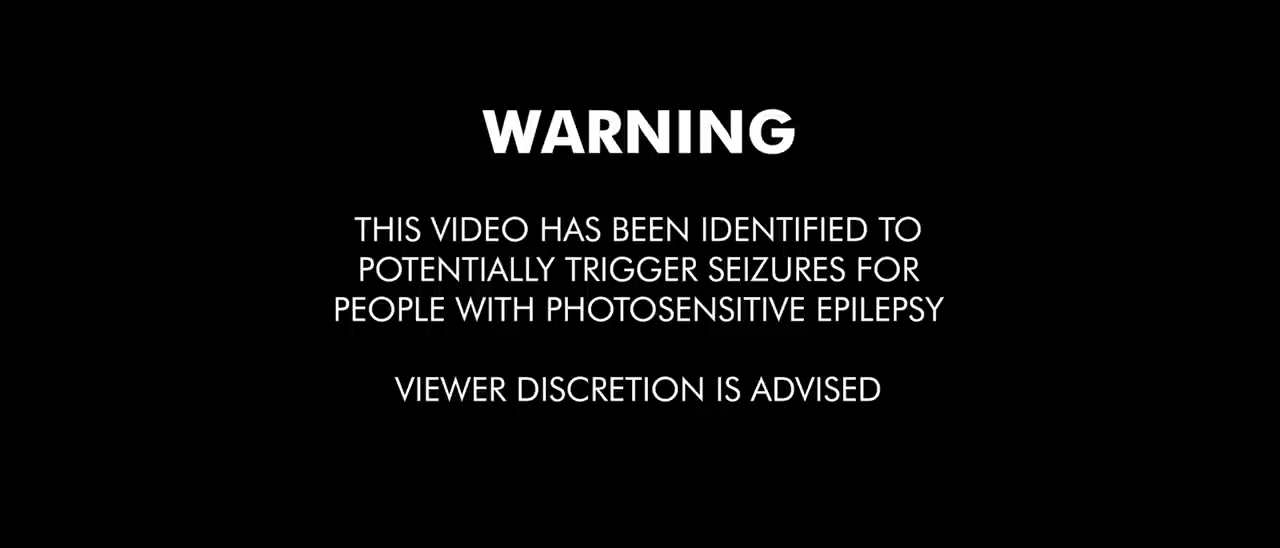 WARNING
THIS VIDEO HAS BEEN IDENTIFIED TO
POTENTIALLY TRIGGER SEIZURES FOR
PEOPLE WITH PHOTOSENSITIVE EPILEPSY
VIEWER DISCRETION IS ADVISED